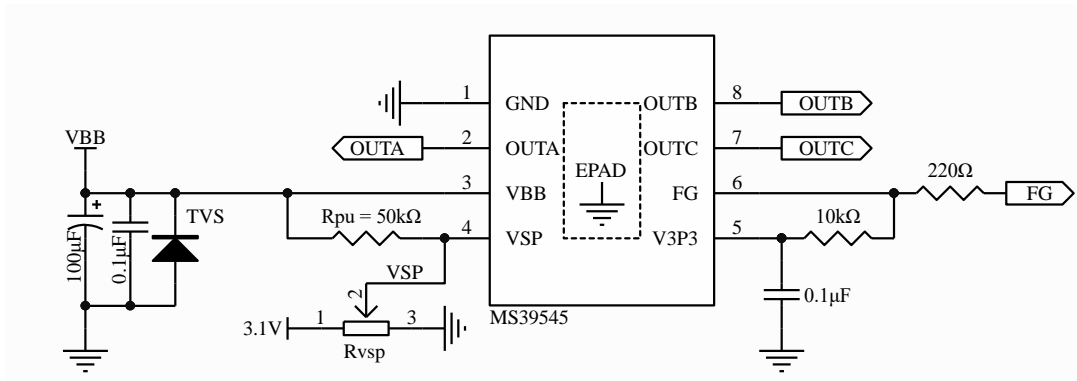 1
GND
OUTB
8
OUTB
VBB
OUTA
2
OUTA
OUTC
7
OUTC
220Ω
EPAD
3
VBB
FG
6
FG
+
TVS
Rpu = 50kΩ
10kΩ
4
VSP
V3P3
5
100μF
0.1μF
VSP
2
0.1μF
MS39545
3.1V
1
3
Rvsp